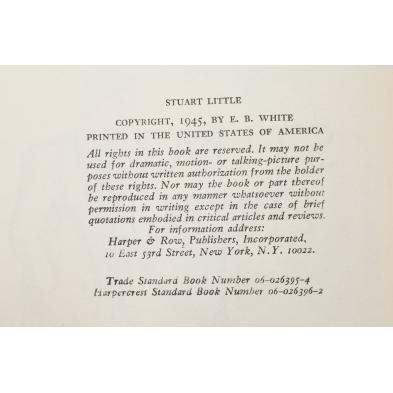 STUART LITTLE
COPYRIGHT, 1945, BY E. B. WHITE
PRINTED IN THE UNITED STATES OF AMERICA
All rights in this book are reserved. It may not be
used for dramatic, motion- or talking-picture pur-
poses without written authorization from the holder
of these rights. Nor may the book or part thereof
be reproduced in any manner whatsoever without
permission in writing except in the case of brief
quotations embodied in critical articles and reviews.
For information address:
Harper & Row, Publishers, Incorporated,
10 East 53rd Street, New York, N.Y. 10022.
Trade Standard Book Number 06-026395-4
Harpercrest Standard Book Number 06-026396-2